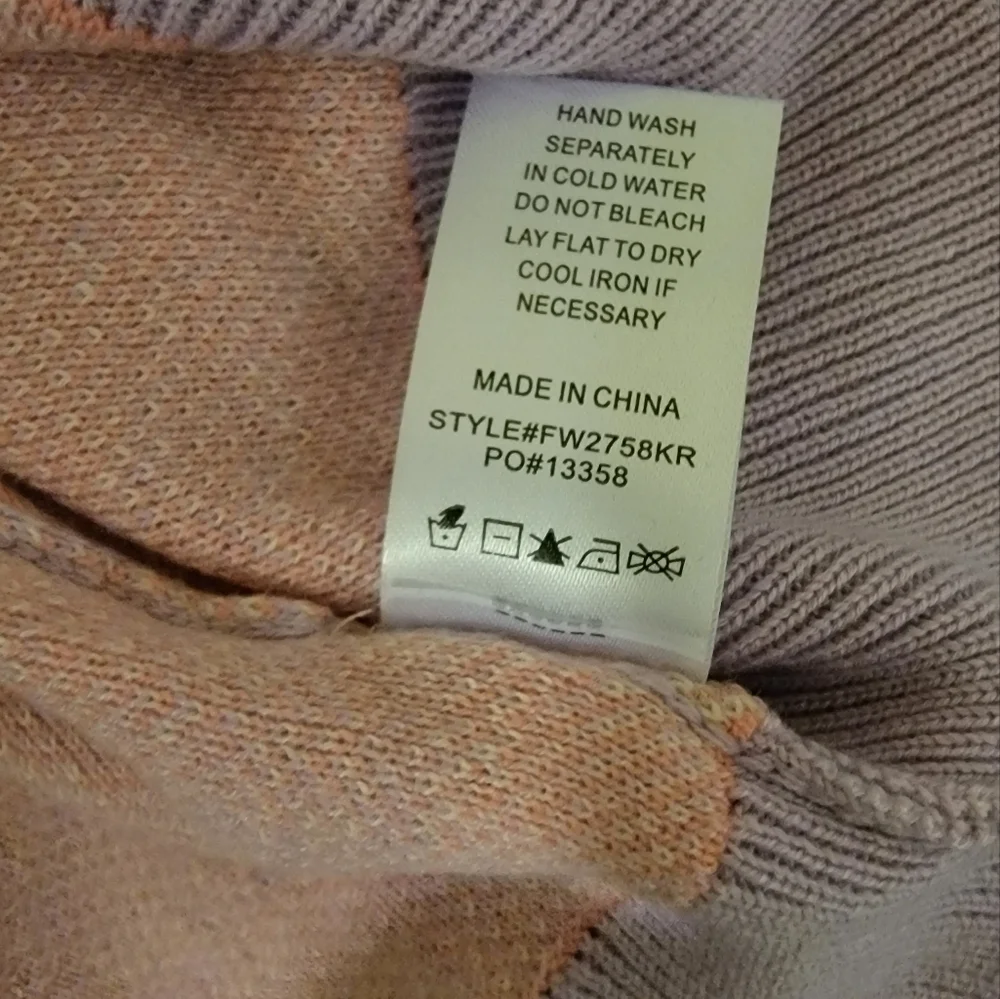 HAND WASH
SEPARATELY
IN COLD WATER
DO NOT BLEACH
LAY FLAT TO DRY
COOL IRON IF
NECESSARY
MADE IN CHINA
STYLE#FW2758KR
PO#13358